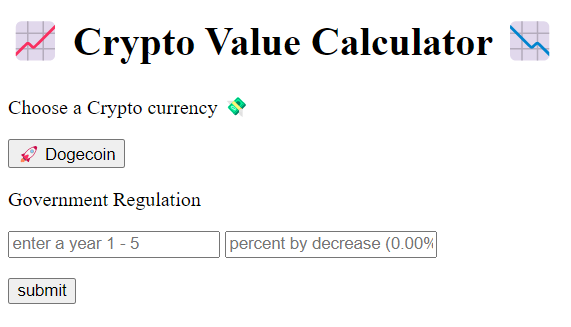 Crypto Value Calculator
Choose a Crypto currency
Dogecoin
Government Regulation
enter a year 1 - 5 percent by decrease (0.00%
submit